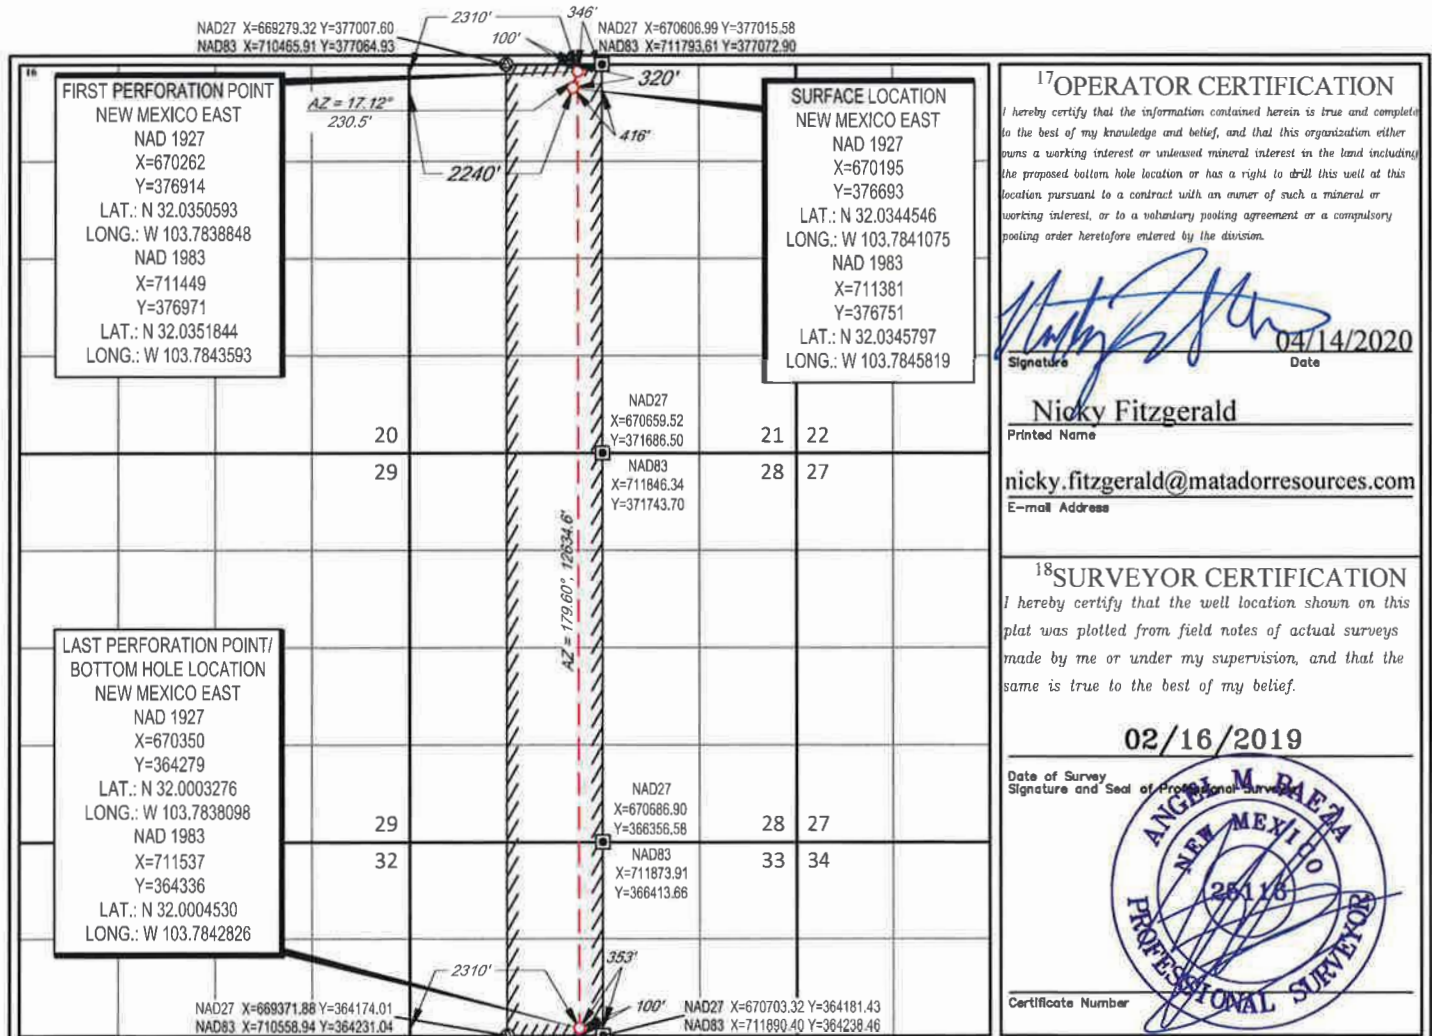 NAD27 X=669279.32 Y=377007.60
NAD83 X=710465.91 Y=377064.93
2310'
346'
100'
NAD27 X=670606.99 Y=377015.58
NAD83 X=711793.61 Y=377072.90
16
FIRST PERFORATION POINT
NEW MEXICO EAST
NAD 1927
X=670262
Y=376914
LAT.: N 32.0350593
LONG.: W 103.7838848
NAD 1983
X=711449
Y=376971
LAT.: N 32.0351844
LONG.: W 103.7843593
AZ = 17.12°
230.5'
320'
416'
2240'
SURFACE LOCATION
NEW MEXICO EAST
NAD 1927
X=670195
Y=376693
LAT.: N 32.0344546
LONG.: W 103.7841075
NAD 1983
X=711381
Y=376751
LAT.: N 32.0345797
LONG.: W 103.7845819
NAD27
X=670659.52
Y=371686.50
20
21 22
29
NAD83
X=711846.34
Y=371743.70
28 27
AZ = 179.60°, 12634.6'
LAST PERFORATION POINT/
BOTTOM HOLE LOCATION
NEW MEXICO EAST
NAD 1927
X=670350
Y=364279
LAT.: N 32.0003276
LONG.: W 103.7838098
NAD 1983
X=711537
Y=364336
LAT.: N 32.0004530
LONG.: W 103.7842826
NAD27
X=670686.90
Y=366356.58
29
28 27
32
NAD83
X=711873.91
Y=366413.66
33 34
2310'
353'
100'
NAD27 X=669371.88 Y=364174.01
NAD83 X=710558.94 Y=364231.04
NAD27 X=670703.32 Y=364181.43
NAD83 X=711890.40 Y=364238.46
17 OPERATOR CERTIFICATION
I hereby certify that the information contained herein is true and complete
to the best of my knowledge and belief, and that this organization either
owns a working interest or unleased mineral interest in the land including
the proposed bottom hole location or has a right to drill this well at this
location pursuant to a contract with an owner of such a mineral or
working interest, or to a voluntary pooling agreement or a compulsory
pooling order heretofore entered by the division.
04/14/2020
Signature Date
Nicky Fitzgerald
Printed Name
nicky.fitzgerald@matadorresources.com
E-mail Address
18 SURVEYOR CERTIFICATION
I hereby certify that the well location shown on this
plat was plotted from field notes of actual surveys
made by me or under my supervision, and that the
same is true to the best of my belief.
02/16/2019
Date of Survey
Signature and Seal of Professional Surveyor
ANGEL M. BAEZA
NEW MEXICO
25116
PROFESSIONAL SURVEYOR
Certificate Number